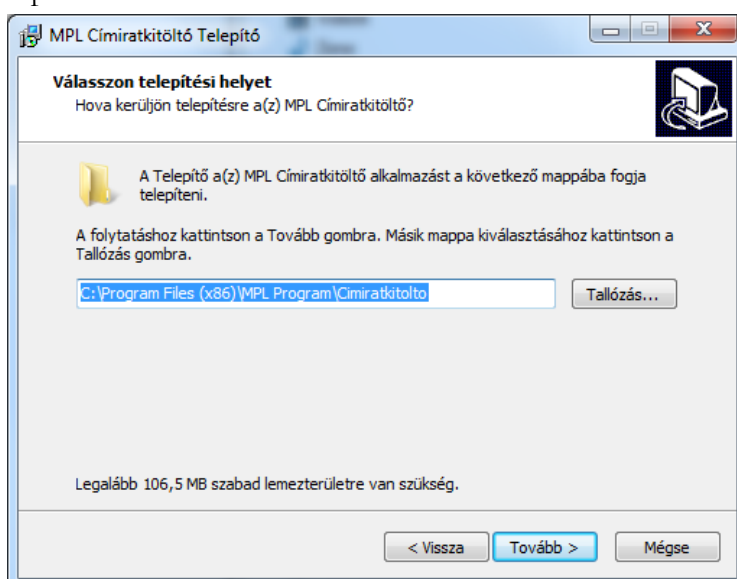 MPL Címiratkitöltő Telepítő
Válasszon telepítési helyet
Hova kerüljön telepítésre a(z) MPL Címiratkitöltő?
A Telepítő a(z) MPL Címiratkitöltő alkalmazást a következő mappába fogja
telepíteni.
A folytatáshoz kattintson a Tovább gombra. Másik mappa kiválasztásához kattintson a
Tallózás gombra.
C:\Program Files (x86)\MPL Program\Cimiratkitolto
Tallózás...
Legalább 106,5 MB szabad lemezterületre van szükség.
< Vissza
Tovább >
Mégse